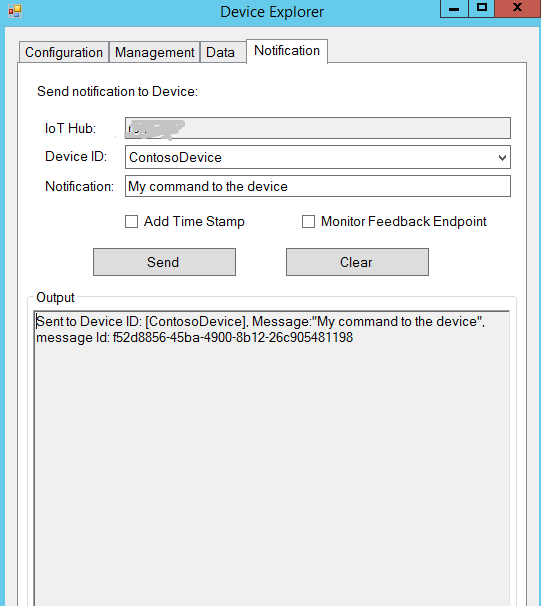 Device Explorer
Configuration Management Data Notification
Send notification to Device:
IoT Hub:
Device ID: ContosoDevice
Notification: My command to the device
Add Time Stamp Monitor Feedback Endpoint
Send Clear
Output
Sent to Device ID: [ContosoDevice], Message:"My command to the device",
message Id: f52d8856-45ba-4900-8b12-26c905481198